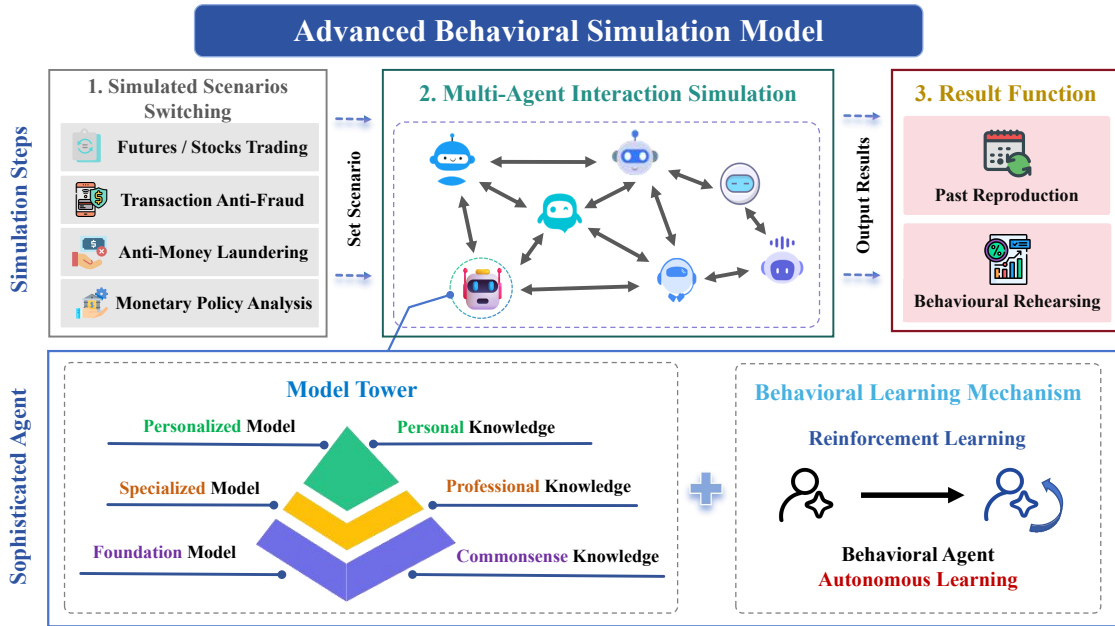 Advanced Behavioral Simulation Model
Simulation Steps
1. Simulated Scenarios
Switching
Futures / Stocks Trading
Transaction Anti-Fraud
Anti-Money Laundering
Monetary Policy Analysis
Set Scenario
2. Multi-Agent Interaction Simulation
Output Results
3. Result Function
Past Reproduction
Behavioural Rehearsing
Sophisticated Agent
Model Tower
Personalized Model
Personal Knowledge
Specialized Model
Professional Knowledge
Foundation Model
Commonsense Knowledge
Behavioral Learning Mechanism
Reinforcement Learning
Behavioral Agent
Autonomous Learning